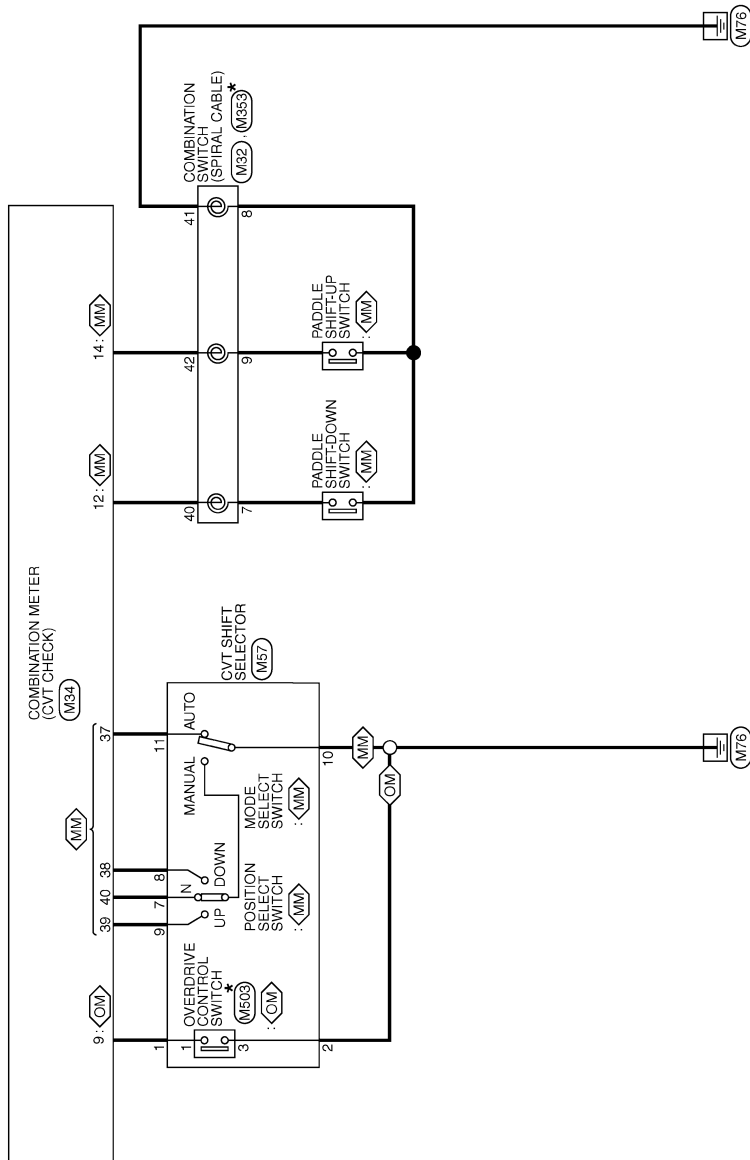 COMBINATION METER
(CVT CHECK)
M34
9 : OM
39
40
38
37
MM
12 : MM
14 : MM
1
9
7
8
11
UP
N
DOWN
MANUAL
AUTO
CVT SHIFT
SELECTOR
M57
1
3
OVERDRIVE
CONTROL
SWITCH *
M503
: OM
POSITION
SELECT
SWITCH
: MM
MODE
SELECT
SWITCH
: MM
2
10
MM
OM
M76
40
42
41
COMBINATION
SWITCH
(SPIRAL CABLE)
M32 , M353 *
7
9
8
PADDLE
SHIFT-DOWN
SWITCH
: MM
PADDLE
SHIFT-UP
SWITCH
: MM
M76